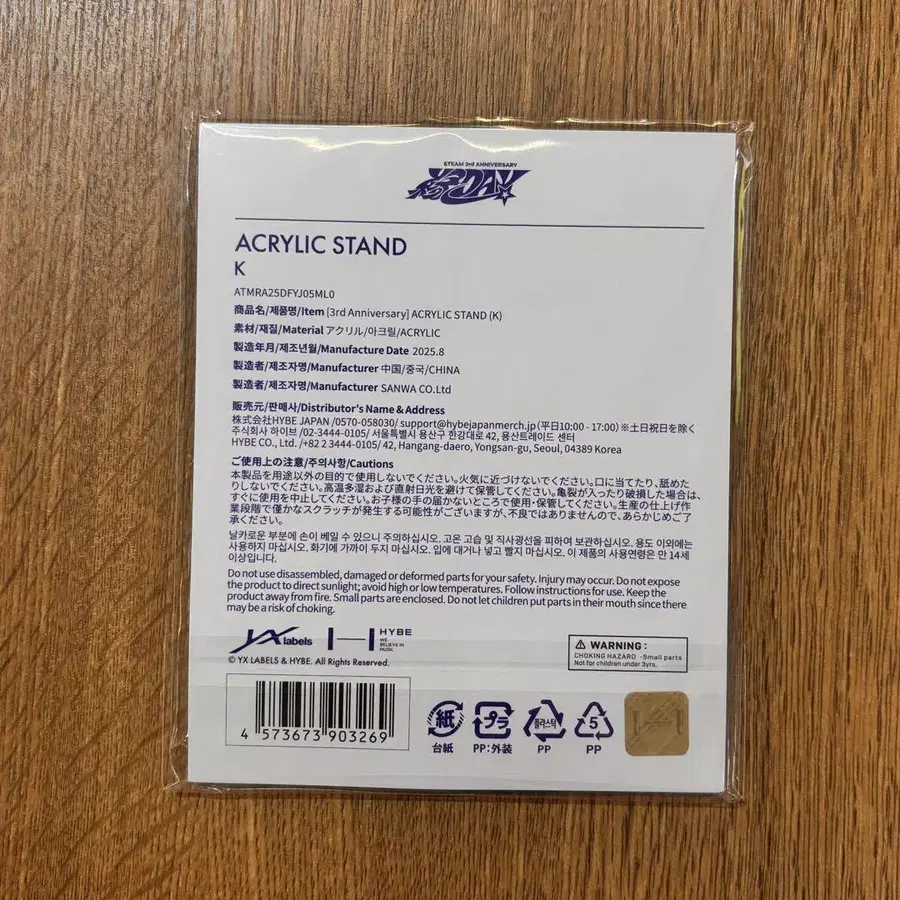 &TEAM 3rd ANNIVERSARY
ACRYLIC STAND
K
ATMRA25DFYJ05ML0
商品名/제품명/Item [3rd Anniversary] ACRYLIC STAND (K)
素材/재질/Material アクリル/아크릴/ACRYLIC
製造年月/제조년월/Manufacture Date 2025.8
製造者/제조자명/Manufacturer 中国/중국/CHINA
製造者/제조자명/Manufacturer SANWA CO.Ltd
販売元/판매사/Distributor's Name & Address
株式会社HYBE JAPAN /0570-058030/ support@hybejapanmerch.jp (平日10:00 - 17:00) ※土日祝日を除く
주식회사 하이브 /02-3444-0105/ 서울특별시 용산구 한강대로 42, 용산트레이드 센터
HYBE CO., Ltd. /+82 2 3444-0105/ 42, Hangang-daero, Yongsan-gu, Seoul, 04389 Korea
ご使用上の注意/주의사항/Cautions
本製品を用途以外の目的で使用しないでください。火気に近づけないでください。口に当てたり、舐めた
りしないでください。高温多湿および直射日光を避けて保管してください。亀裂が入ったり破損した場合は、
すぐに使用を中止してください。お子様の手の届かないところで使用・保管してください。生産の仕上げ作
業段階で僅かなスクラッチが発生する可能性がございますが、不良ではありませんので、あらかじめご了
承ください。
날카로운 부분에 손이 베일 수 있으니 주의하십시오. 고온 고습 및 직사광선을 피하여 보관하십시오. 용도 이외에는
사용하지 마십시오. 화기에 가까이 두지 마십시오. 입에 대거나 넣고 빨지 마십시오. 이 제품의 사용연령은 만 14세
이상입니다.
Do not use disassembled, damaged or deformed parts for your safety. Injury may occur. Do not expose
the product to direct sunlight; avoid high or low temperatures. Follow instructions for use. Keep the
product away from fire. Small parts are enclosed. Do not let children put parts in their mouth since there
may be a risk of choking.
YX labels HYBE
WE
BELIEVE IN
MUSIC
© YX LABELS & HYBE. All Rights Reserved.
WARNING :
CHOKING HAZARD -Small parts
Not for children under 3yrs.
4 573673 903269
紙 プラ 플라스틱 5
台紙 PP:外装 PP PP